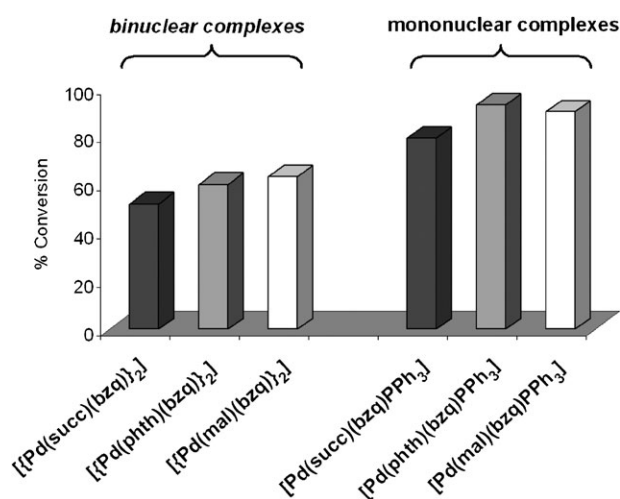 binuclear complexes
mononuclear complexes
100
80
60
40
20
0
% Conversion
[{Pd(succ)(bzq)}₂]
[{Pd(phth)(bzq)}₂]
[{Pd(mal)(bzq)}₂]
[Pd(succ)(bzq)PPh₃]
[Pd(phth)(bzq)PPh₃]
[Pd(mal)(bzq)PPh₃]